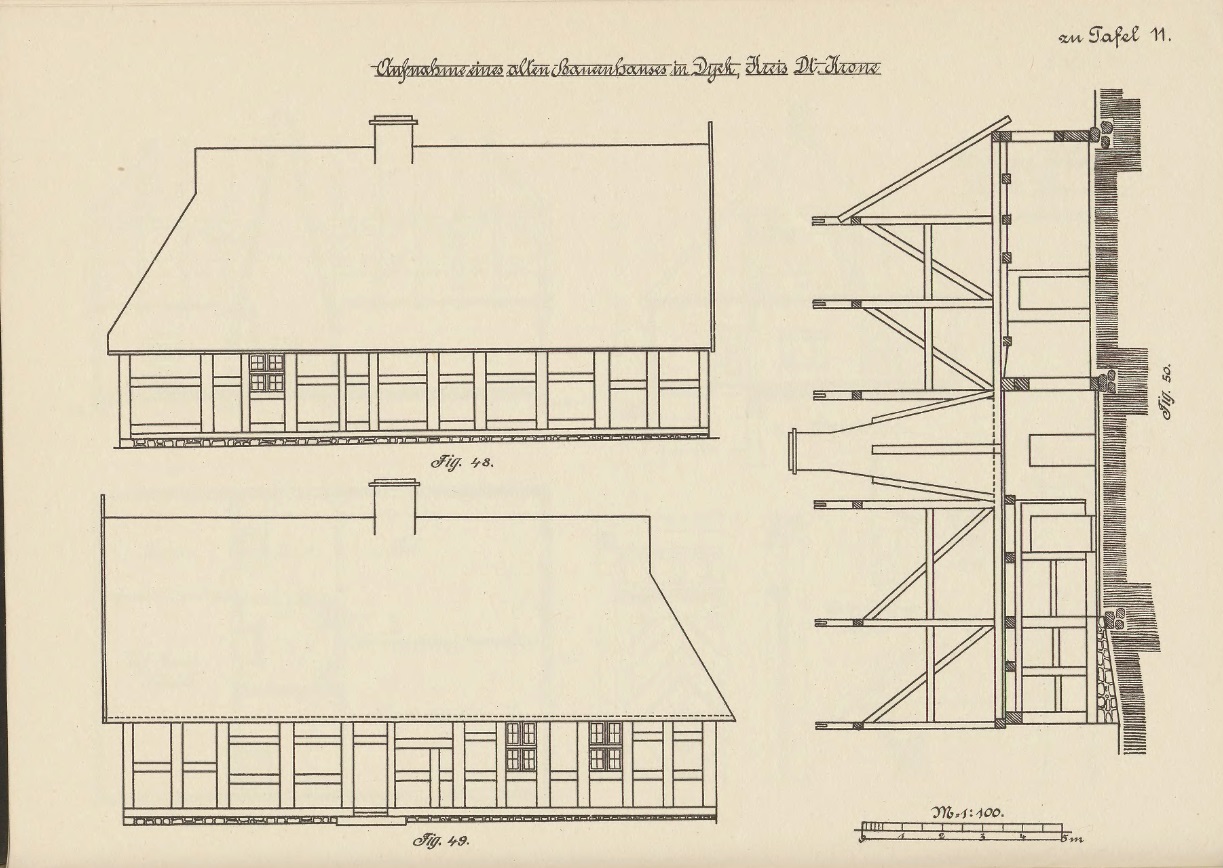 zu Tafel 11.
Aufnahme eines alten Bauernhauses in Dyck, Kreis Dt. Krone
Fig. 48.
Fig. 50.
Fig. 49.
M. 1:100.
0 1 2 3 4 5m